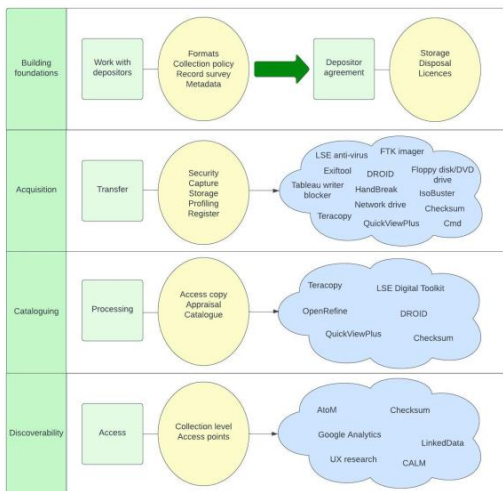 Building
foundations
Work with
depositors
Formats
Collection policy
Record survey
Metadata
Depositor
agreement
Storage
Disposal
Licences
Acquisition
Transfer
Security
Capture
Storage
Profiling
Register
LSE anti-virus
FTK imager
Exiftool
DROID
Floppy disk/DVD
drive
Tableau writer
blocker
HandBreak
IsoBuster
Network drive
Checksum
Teracopy
QuickViewPlus
Cmd
Cataloguing
Processing
Access copy
Appraisal
Catalogue
Teracopy
LSE Digital Toolkit
OpenRefine
DROID
QuickViewPlus
Checksum
Discoverability
Access
Collection level
Access points
AtoM
Checksum
Google Analytics
LinkedData
UX research
CALM